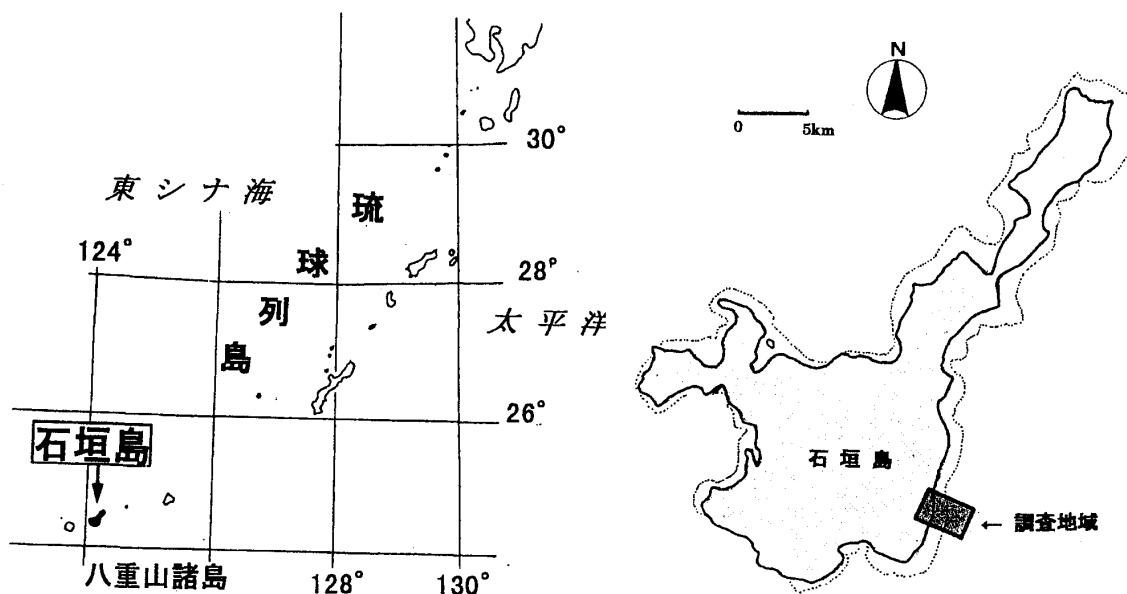 東シナ海
琉
球
列
島
124°
30°
28°
太平洋
26°
石垣島
八重山諸島
128°
130°
N
0
5km
石垣島
← 調査地域